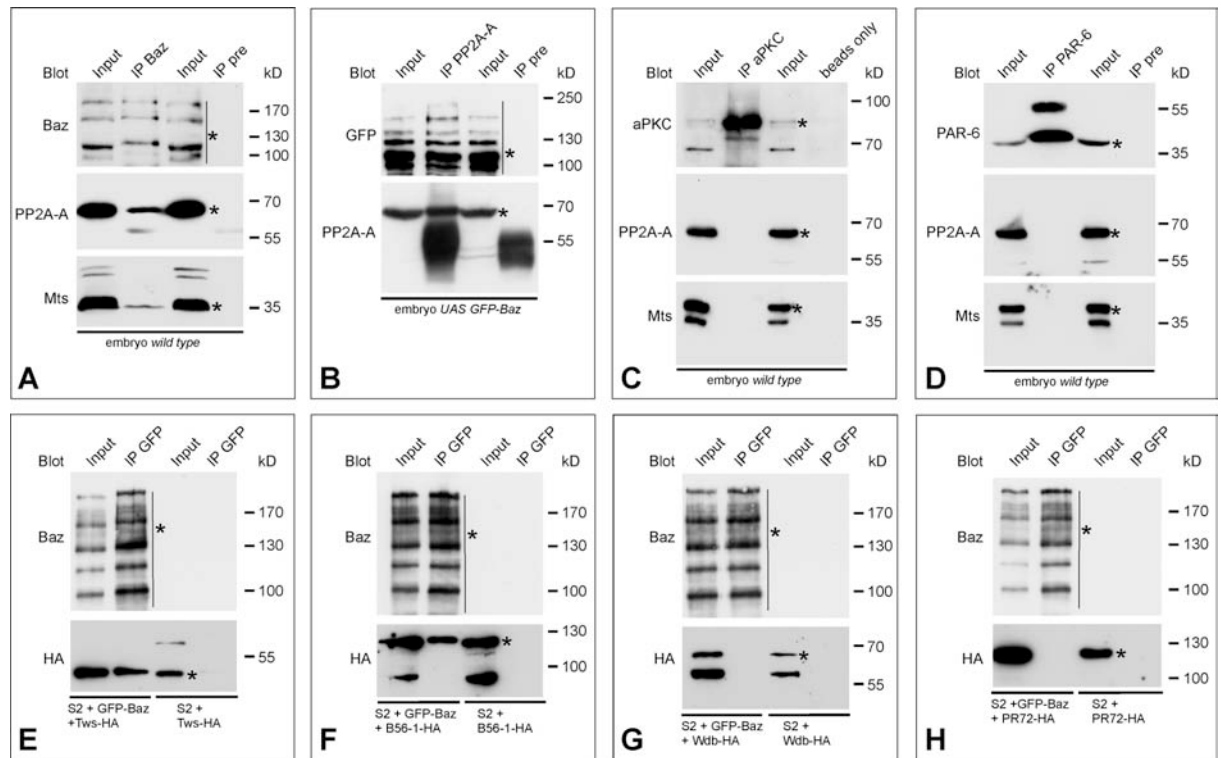 Input
IP Baz
Input
IP pre
Blot
kD
Baz
*
170
130
100
PP2A-A
*
70
55
Mts
*
35
embryo wild type
A
Input
IP PP2A-A
Input
IP pre
Blot
kD
GFP
*
250
130
100
PP2A-A
*
70
55
embryo UAS GFP-Baz
B
Input
IP aPKC
Input
beads only
Blot
kD
aPKC
*
100
70
PP2A-A
*
70
55
Mts
*
35
embryo wild type
C
Input
IP PAR-6
Input
IP pre
Blot
kD
PAR-6
*
55
35
PP2A-A
*
70
55
Mts
*
35
embryo wild type
D
Input
IP GFP
Input
IP GFP
Blot
kD
Baz
*
170
130
100
HA
*
55
S2 + GFP-Baz
+Tws-HA
S2 +
Tws-HA
E
Input
IP GFP
Input
IP GFP
Blot
kD
Baz
*
170
130
100
HA
*
130
100
S2 + GFP-Baz
+ B56-1-HA
S2 +
B56-1-HA
F
Input
IP GFP
Input
IP GFP
Blot
kD
Baz
*
170
130
100
HA
*
70
55
S2 + GFP-Baz
+ Wdb-HA
S2 +
Wdb-HA
G
Input
IP GFP
Input
IP GFP
Blot
kD
Baz
*
170
130
100
HA
*
130
100
S2 +GFP-Baz
+ PR72-HA
S2 +
PR72-HA
H